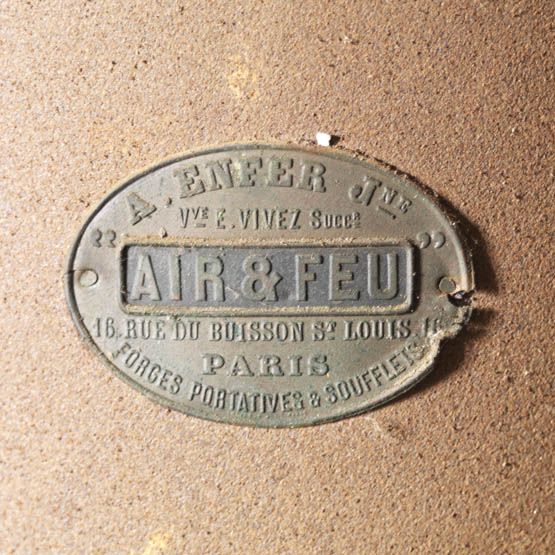 A. ENFER JNE
VVE E. VIVEZ Succr
" AIR & FEU "
16, RUE DU BUISSON ST LOUIS, 16
PARIS
FORGES PORTATIVES & SOUFFLETS